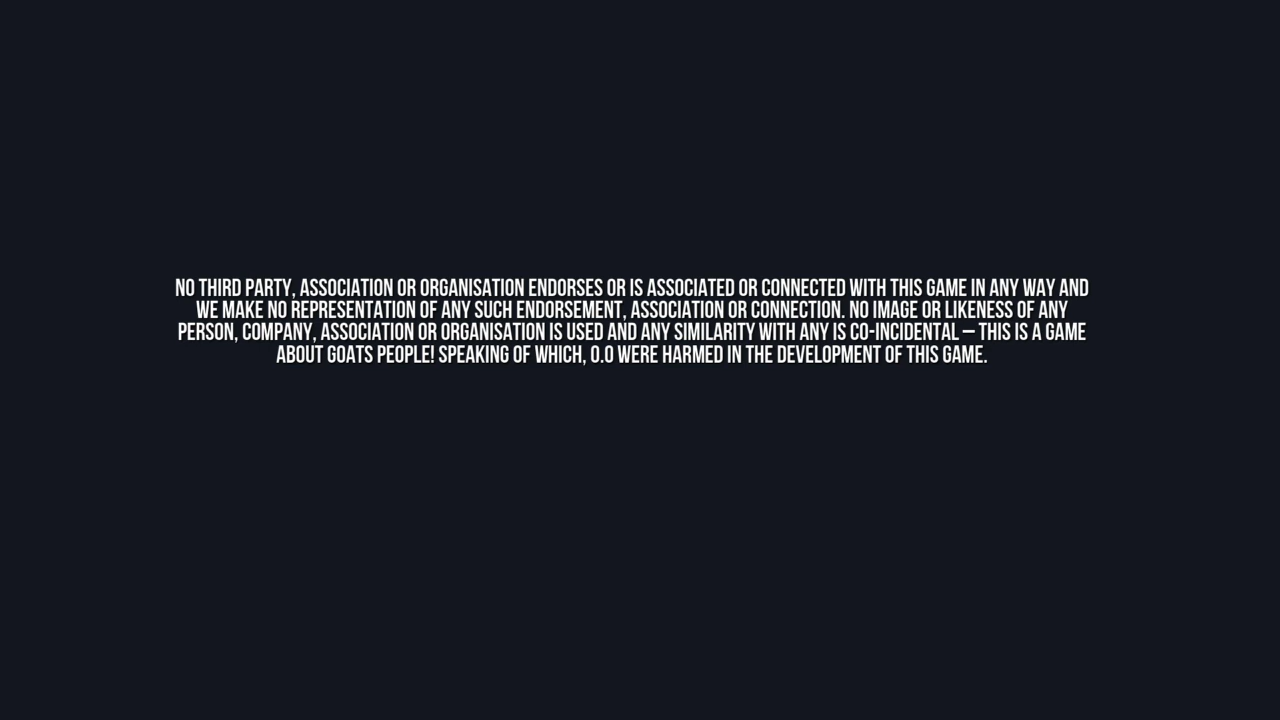 NO THIRD PARTY, ASSOCIATION OR ORGANISATION ENDORSES OR IS ASSOCIATED OR CONNECTED WITH THIS GAME IN ANY WAY AND
WE MAKE NO REPRESENTATION OF ANY SUCH ENDORSEMENT, ASSOCIATION OR CONNECTION. NO IMAGE OR LIKENESS OF ANY
PERSON, COMPANY, ASSOCIATION OR ORGANISATION IS USED AND ANY SIMILARITY WITH ANY IS CO-INCIDENTAL – THIS IS A GAME
ABOUT GOATS PEOPLE! SPEAKING OF WHICH, 0.0 WERE HARMED IN THE DEVELOPMENT OF THIS GAME.